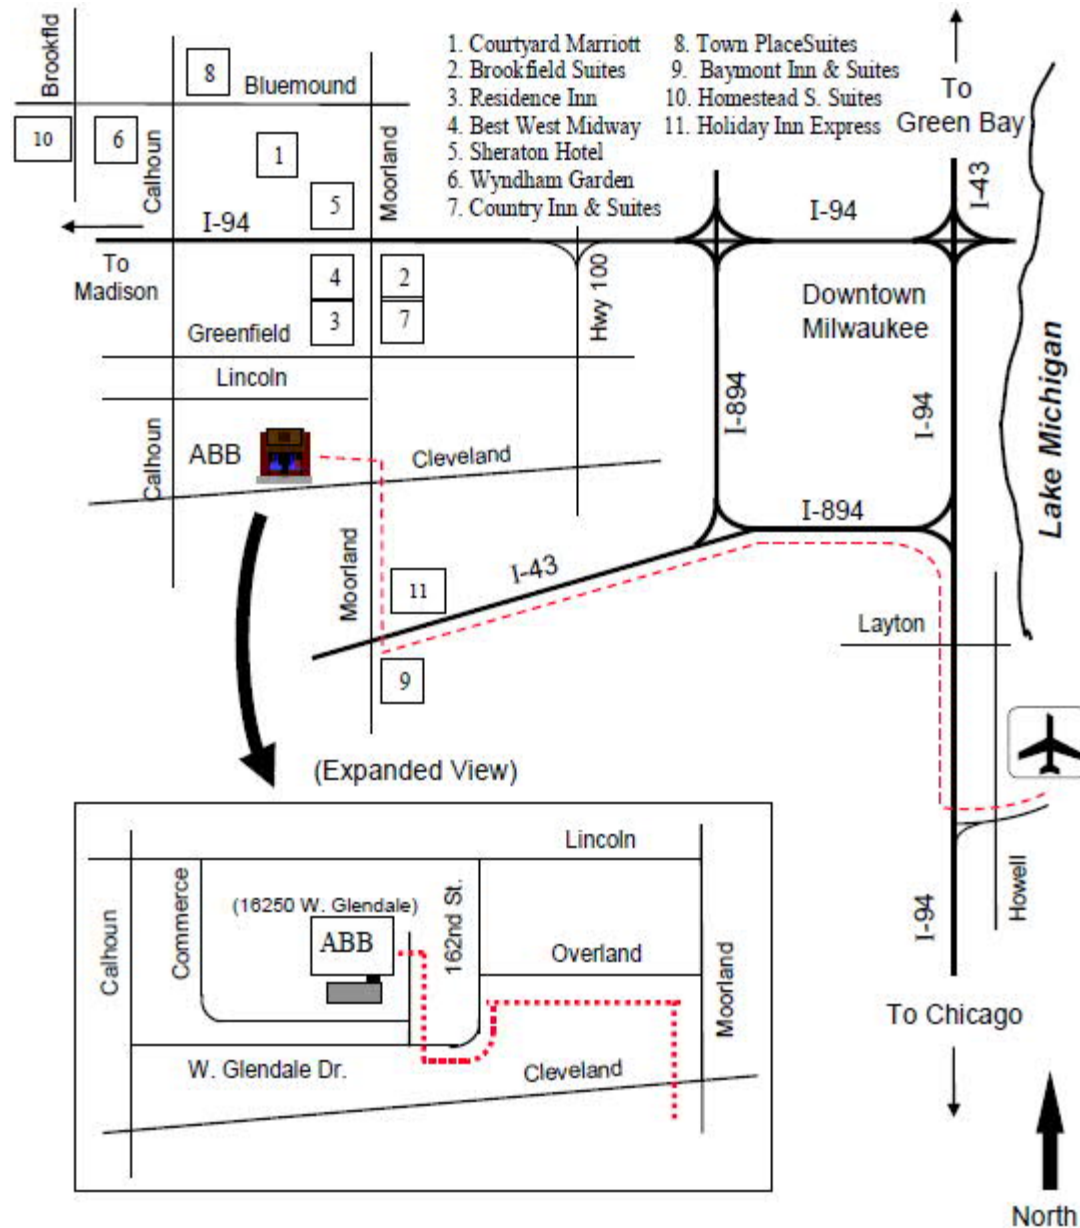 Brookfld
8
Bluemound
10
6
Calhoun
1
5
Moorland
1. Courtyard Marriott
2. Brookfield Suites
3. Residence Inn
4. Best West Midway
5. Sheraton Hotel
6. Wyndham Garden
7. Country Inn & Suites
8. Town PlaceSuites
9. Baymont Inn & Suites
10. Homestead S. Suites
11. Holiday Inn Express
To
Green Bay
I-43
I-94
I-94
To
Madison
4
2
3
7
Hwy 100
Downtown
Milwaukee
Greenfield
Lincoln
I-894
I-94
Lake Michigan
Calhoun
ABB
Cleveland
I-894
Moorland
11
I-43
Layton
9
(Expanded View)
Howell
I-94
To Chicago
North
Lincoln
Calhoun
Commerce
(16250 W. Glendale)
ABB
162nd St.
Overland
Moorland
W. Glendale Dr.
Cleveland